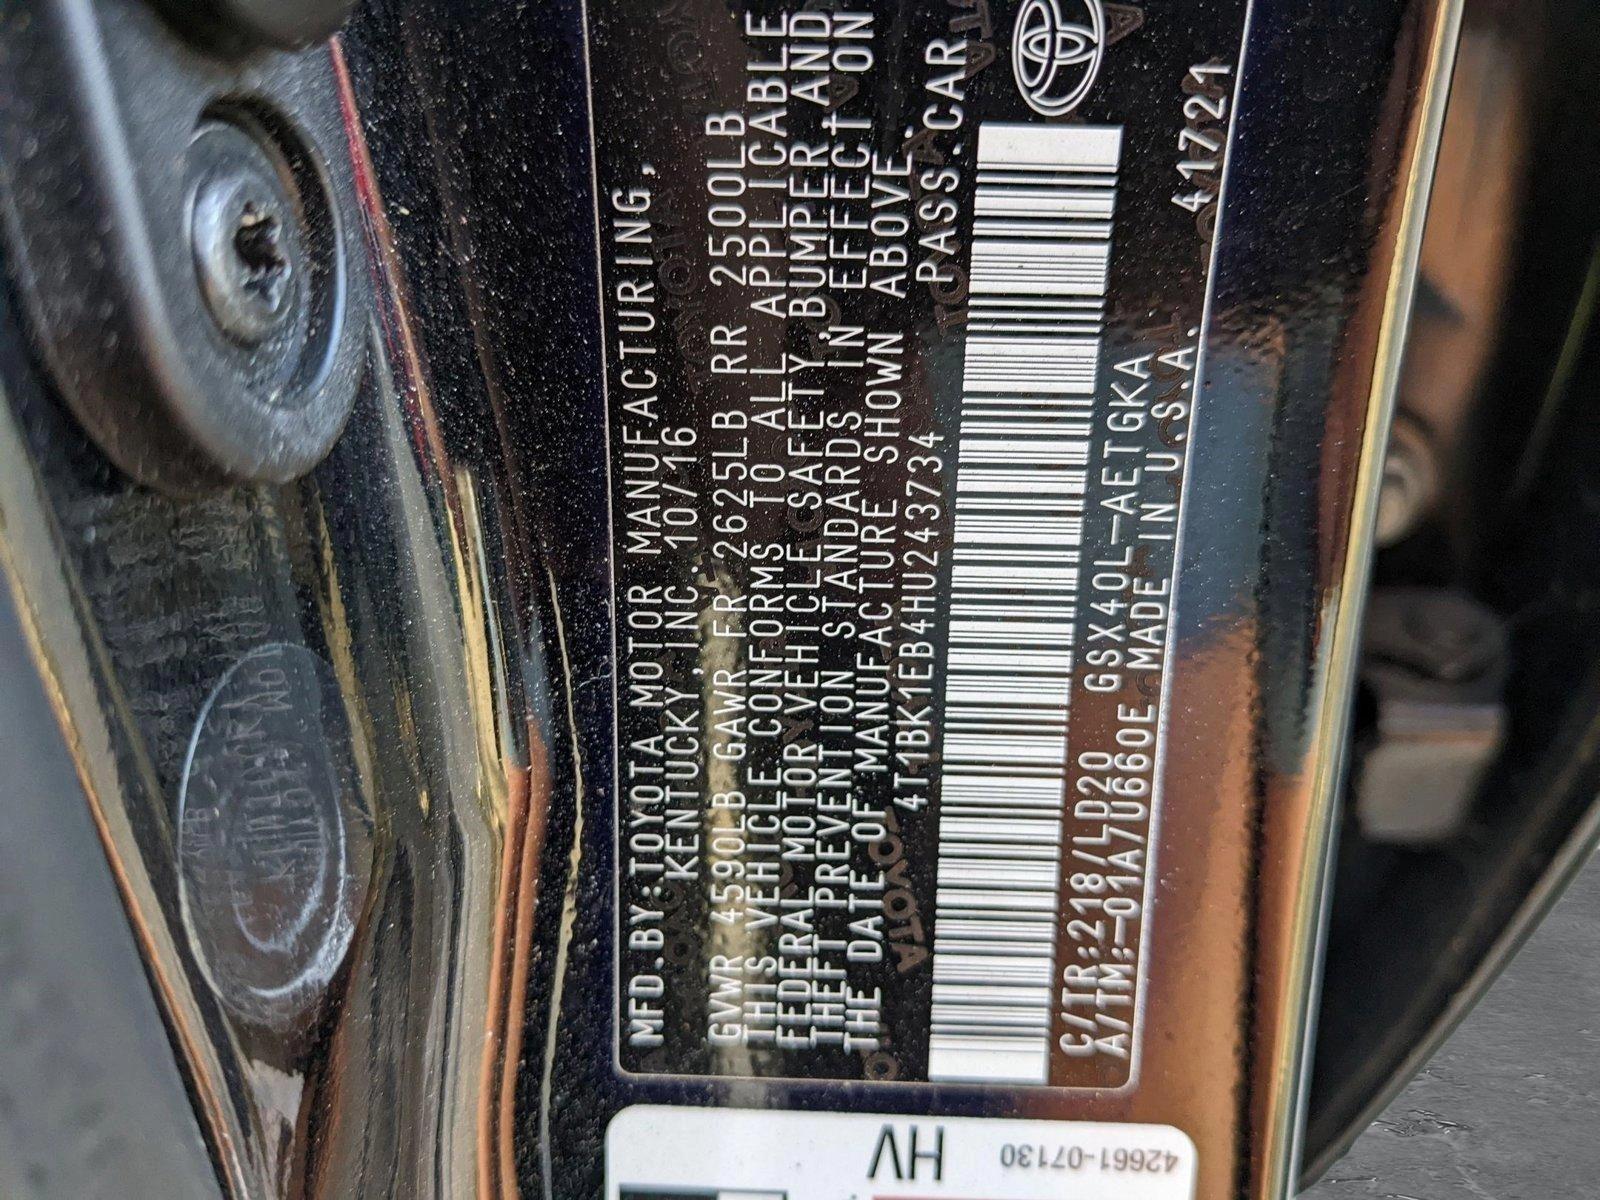 MFD.BY:TOYOTA MOTOR MANUFACTURING,
KENTUCKY,INC. 10/16
GVWR 4590LB GAWR FR 2625LB RR 2500LB
THIS VEHICLE CONFORMS TO ALL APPLICABLE
FEDERAL MOTOR VEHICLE SAFETY, BUMPER AND
THEFT PREVENTION STANDARDS IN EFFECT ON
THE DATE OF MANUFACTURE SHOWN ABOVE.
4T1BK1EB4HU243734 PASS.CAR
C/TR:218/LD20 GSX40L-AETGKA
A/TM:-01A/U660E MADE IN U.S.A. 41721
HV
42661-07130